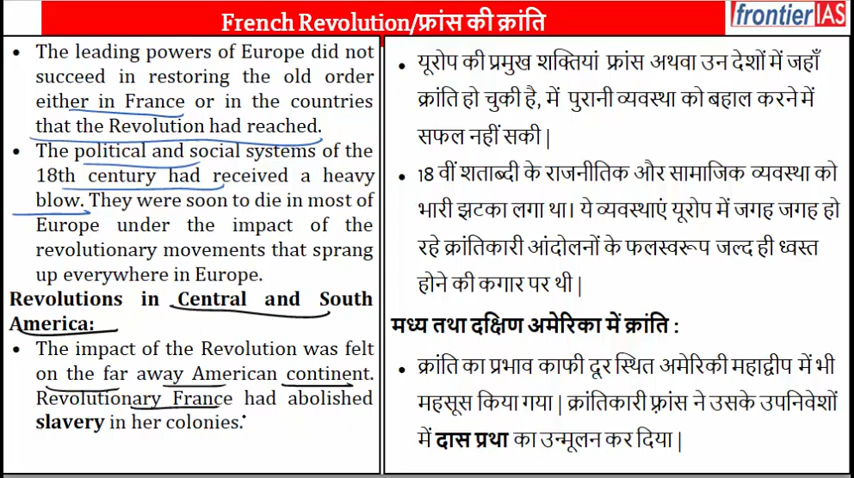 French Revolution/फ्रांस की क्रांति
frontierIAS
• The leading powers of Europe did not
succeed in restoring the old order
either in France or in the countries
that the Revolution had reached.
• The political and social systems of the
18th century had received a heavy
blow. They were soon to die in most of
Europe under the impact of the
revolutionary movements that sprang
up everywhere in Europe.
Revolutions in Central and South
America:
• The impact of the Revolution was felt
on the far away American continent.
Revolutionary France had abolished
slavery in her colonies.
• यूरोप की प्रमुख शक्तियां फ्रांस अथवा उन देशों में जहाँ
क्रांति हो चुकी है, में पुरानी व्यवस्था को बहाल करने में
सफल नहीं सकी |
• 18 वीं शताब्दी के राजनीतिक और सामाजिक व्यवस्था को
भारी झटका लगा था। ये व्यवस्थाएं यूरोप में जगह जगह हो
रहे क्रांतिकारी आंदोलनों के फलस्वरूप जल्द ही ध्वस्त
होने की कगार पर थी |
मध्य तथा दक्षिण अमेरिका में क्रांति :
• क्रांति का प्रभाव काफी दूर स्थित अमेरिकी महाद्वीप में भी
महसूस किया गया | क्रांतिकारी फ़्रांस ने उसके उपनिवेशों
में दास प्रथा का उन्मूलन कर दिया |